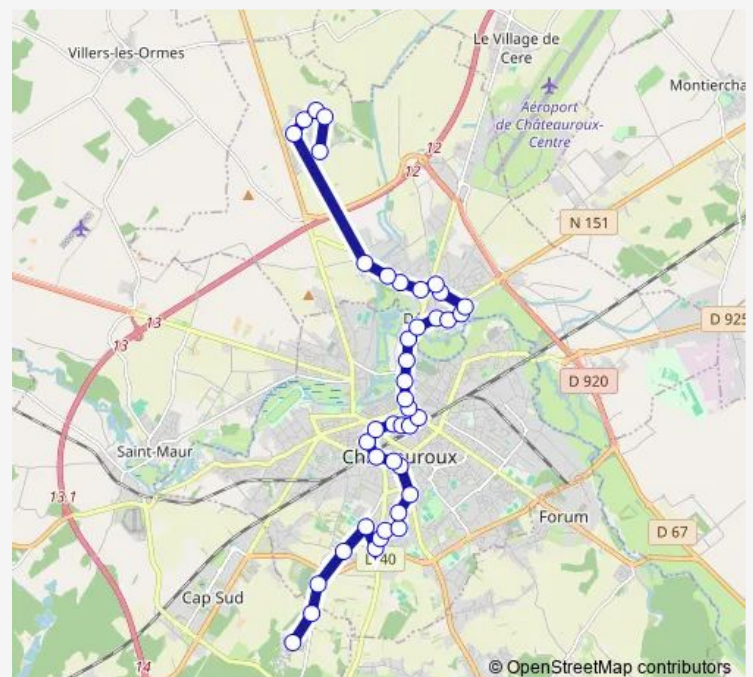 Villers-les-Ormes
Le Village de
Cere
Montiercha
Aéroport
de Châteauroux-
Centre
12
12
N 151
13
13
D 925
D 920
Saint-Maur
Châteauroux
13.1
Forum
D 67
D 40
Cap Sud
14
© OpenStreetMap contributors